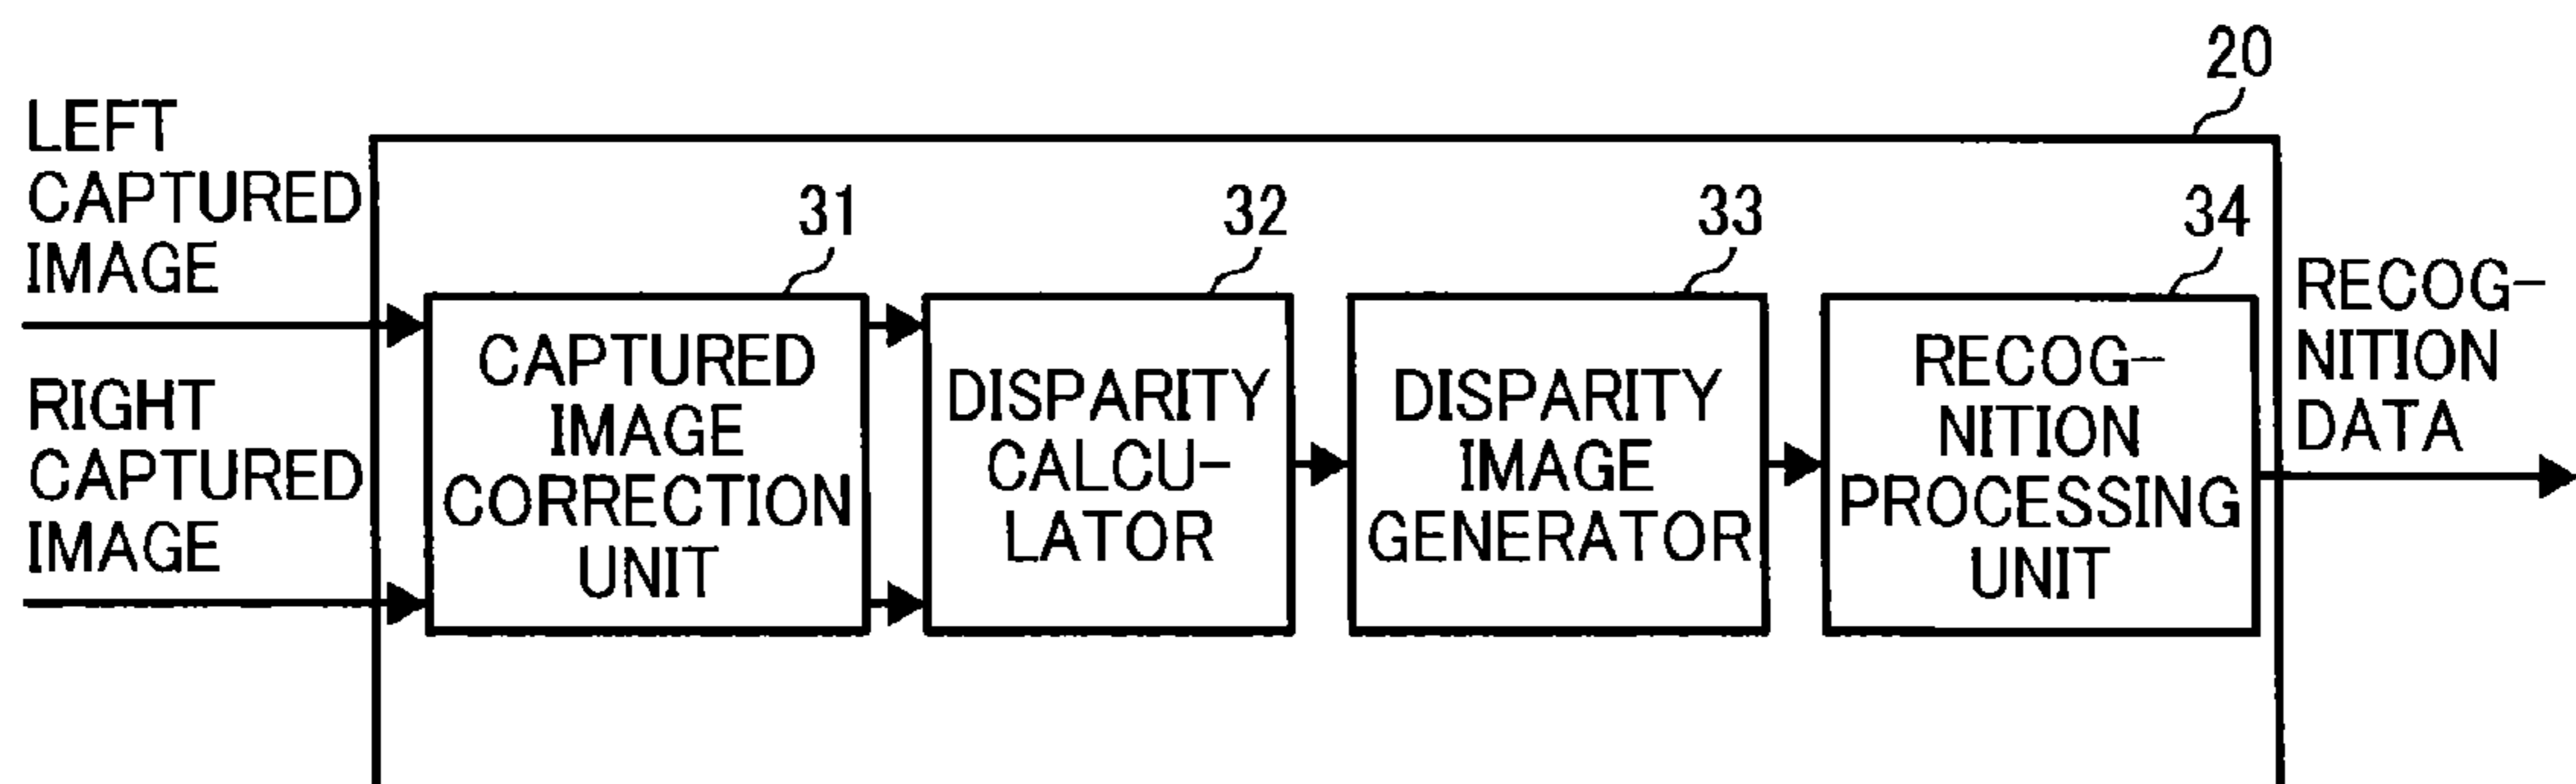 20
LEFT
CAPTURED
IMAGE
31
32
33
34
RIGHT
CAPTURED
IMAGE
CAPTURED
IMAGE
CORRECTION
UNIT
DISPARITY
CALCU-
LATOR
DISPARITY
IMAGE
GENERATOR
RECOG-
NITION
PROCESSING
UNIT
RECOG-
NITION
DATA